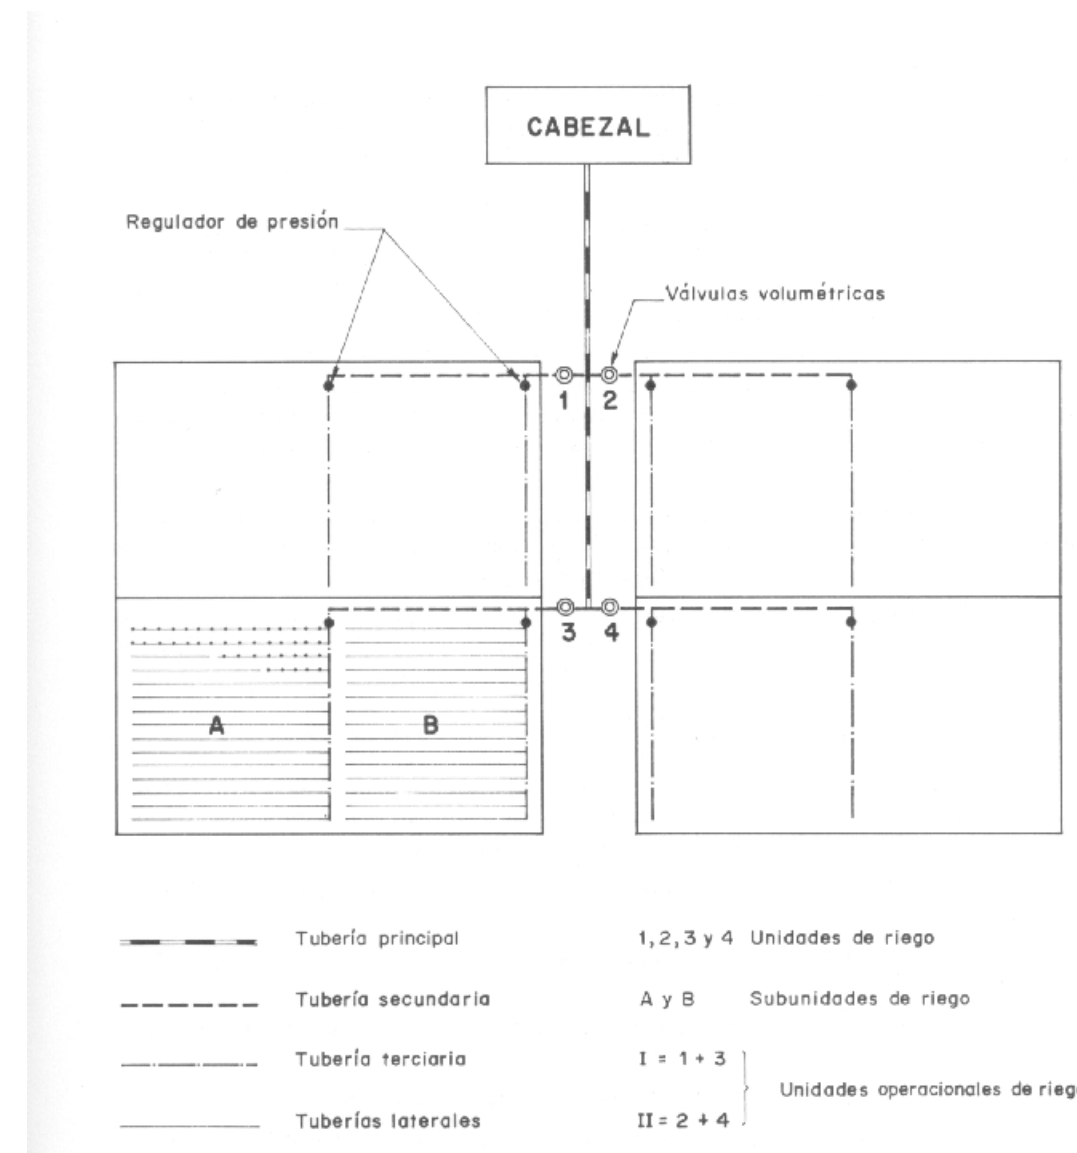 CABEZAL
Regulador de presión
Válvulas volumétricas
1 2
3 4
A B
Tubería principal
1, 2, 3 y 4 Unidades de riego
Tubería secundaria
A y B Subunidades de riego
Tubería terciaria
I = 1 + 3
Unidades operacionales de rieg
Tuberías laterales
II = 2 + 4